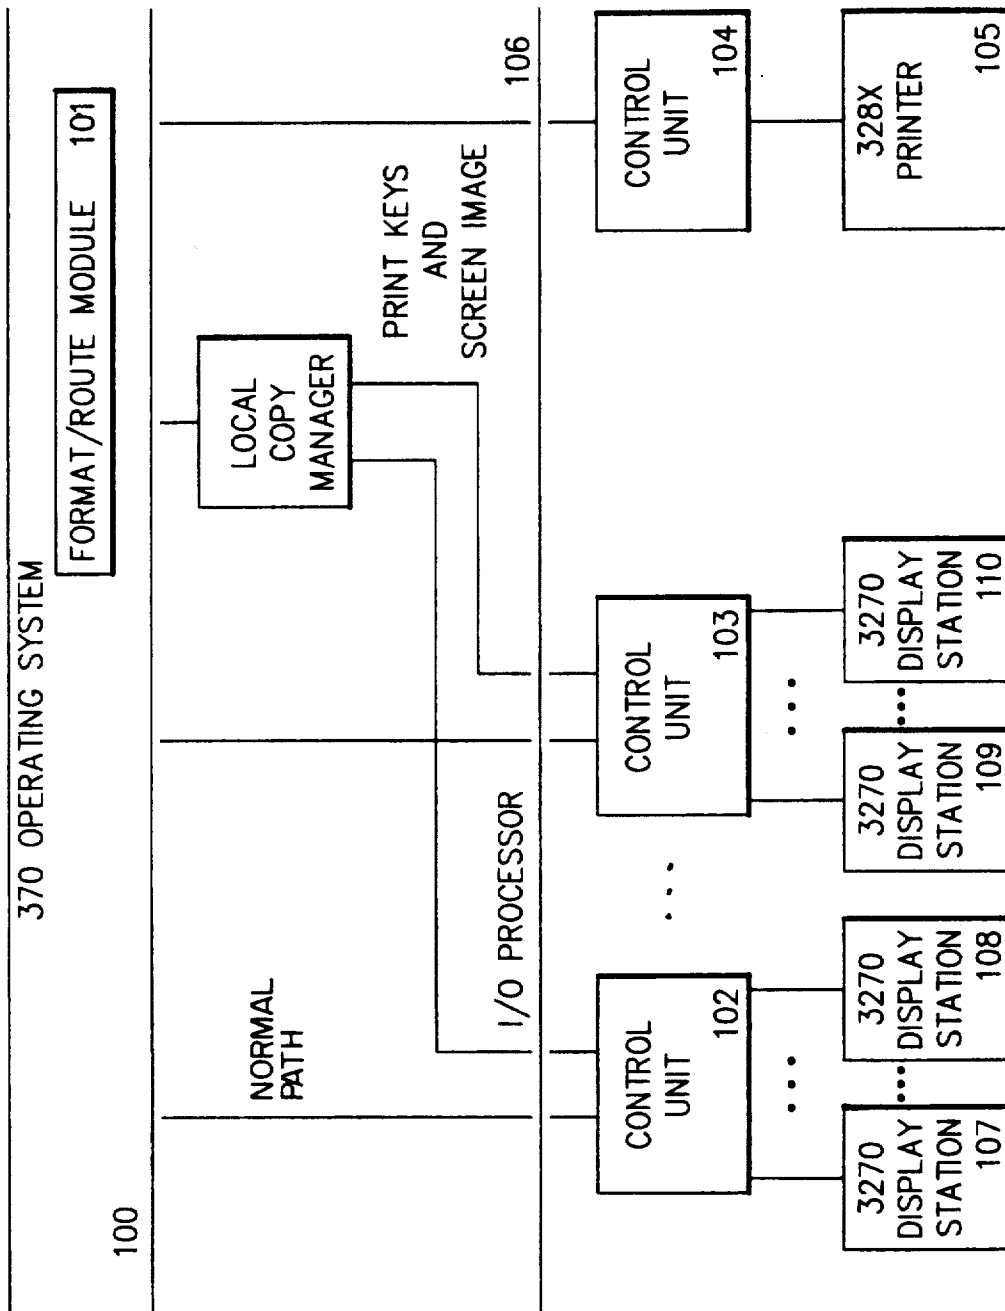 370 OPERATING SYSTEM
FORMAT/ROUTE MODULE 101
100
NORMAL
PATH
LOCAL
COPY
MANAGER
PRINT KEYS
AND
SCREEN IMAGE
I/O PROCESSOR
106
CONTROL
UNIT
102
...
CONTROL
UNIT
103
CONTROL
UNIT
104
...
...
3270
DISPLAY
STATION
107
....
3270
DISPLAY
STATION
108
3270
DISPLAY
STATION
109
....
3270
DISPLAY
STATION
110
328X
PRINTER
105